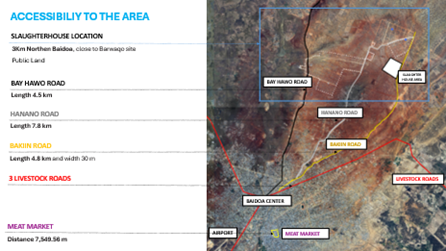 ACCESSIBILIY TO THE AREA
SLAUGHTERHOUSE LOCATION
3Km Northen Baidoa, close to Barwaqo site
Public Land
BAY HAWO ROAD
Length 4.5 km
HANANO ROAD
Length 7.8 km
BAKIIN ROAD
Length 4.8 km and width 30 m
3 LIVESTOCK ROADS
MEAT MARKET
Distance 7,549.56 m
BAY HAWO ROAD
SLAUGHTER
HOUSE AREA
HANANO ROAD
BAKIIN ROAD
LIVESTOCK ROADS
BAIDOA CENTER
AIRPORT
MEAT MARKET